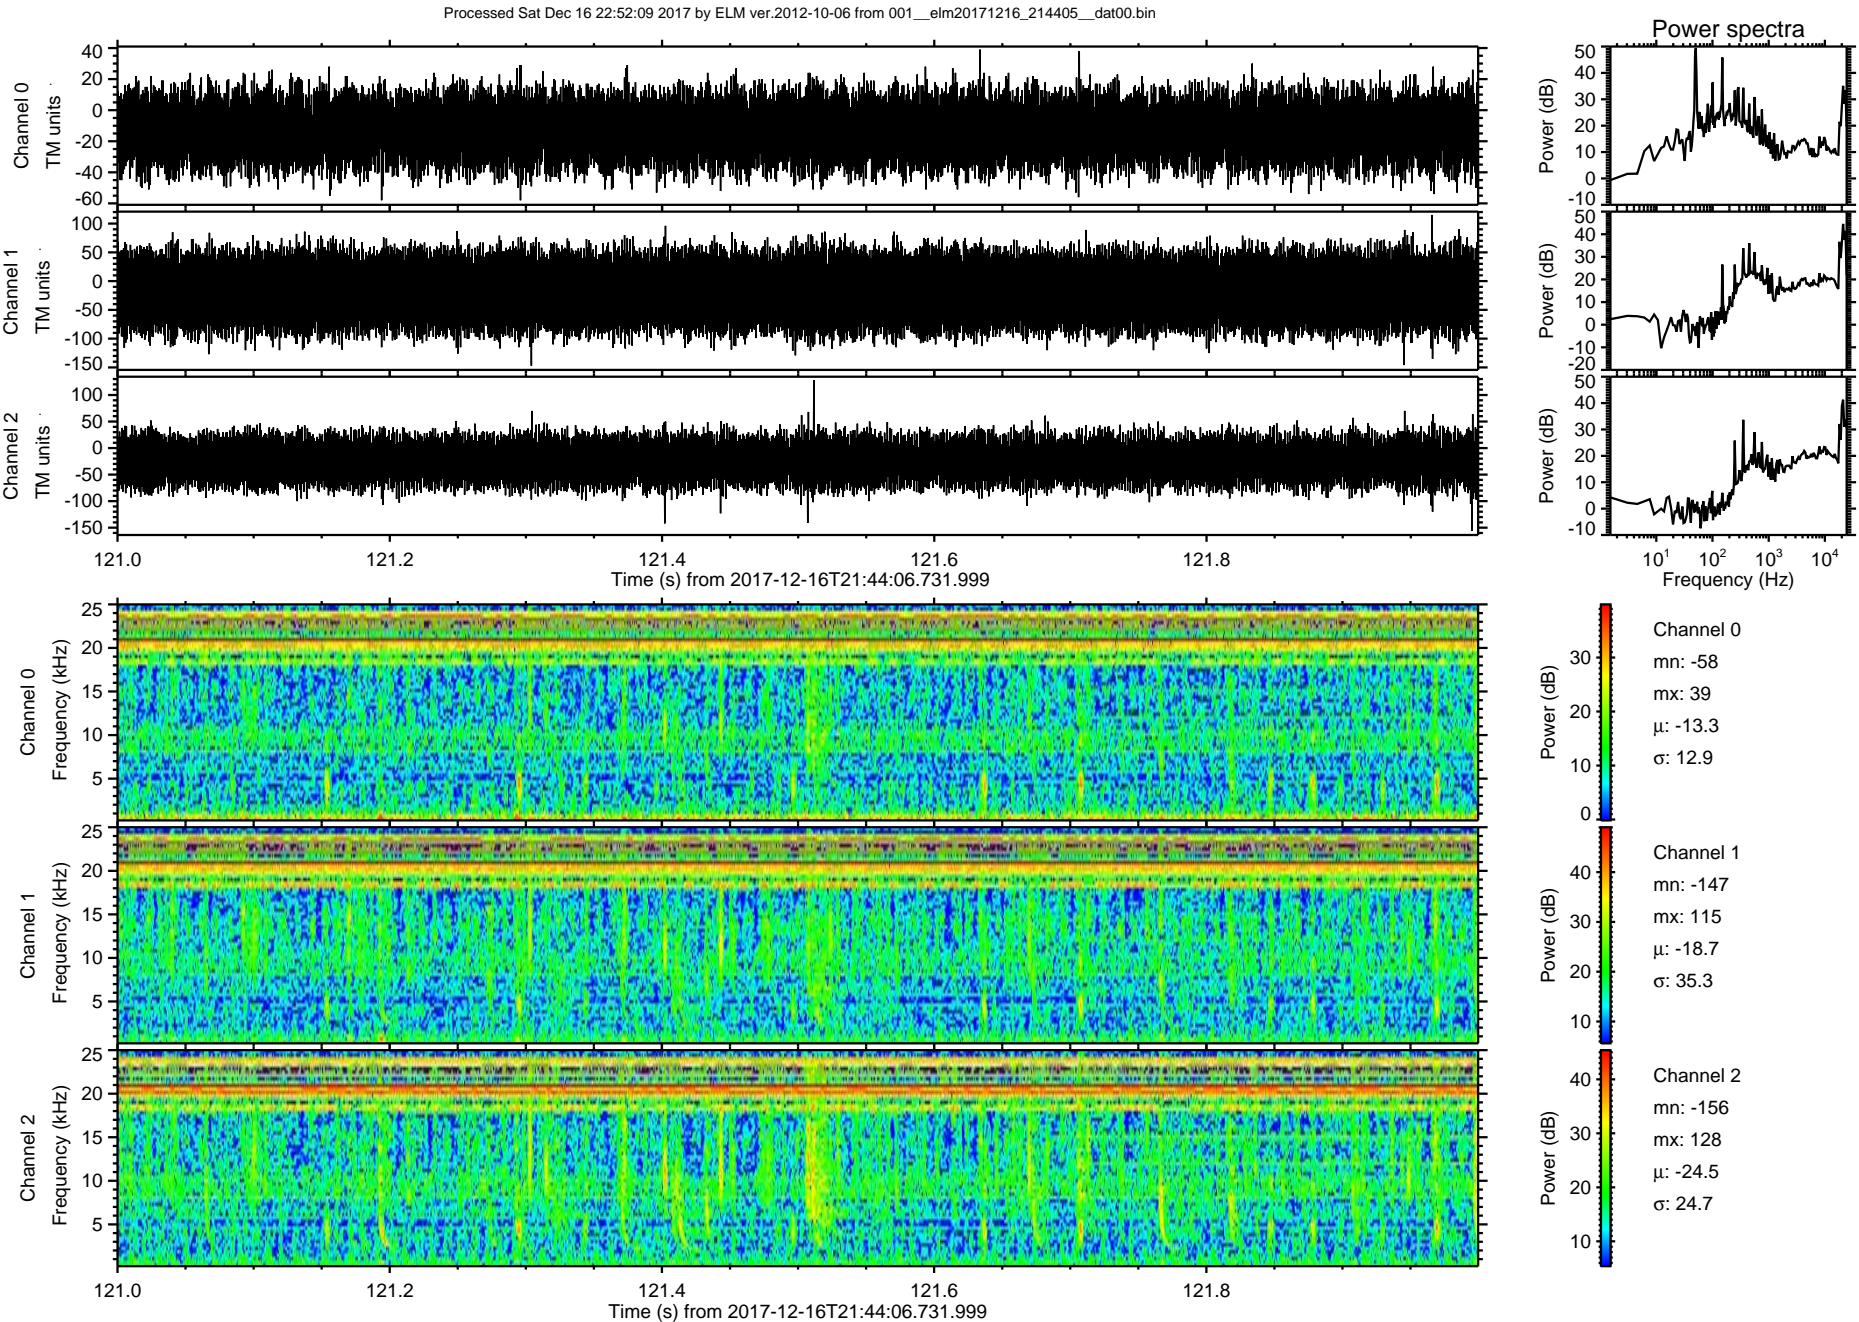 Processed Sat Dec 16 22:52:09 2017 by ELM ver.2012-10-06 from 001__elm20171216_214405__dat00.bin
Power spectra
Channel 0
TM units
40
20
0
-20
-40
-60
Power (dB)
50
40
30
20
10
0
-10
Channel 1
TM units
100
50
0
-50
-100
-150
Power (dB)
50
40
30
20
10
0
-10
-20
Channel 2
TM units
100
50
0
-50
-100
-150
Power (dB)
50
40
30
20
10
0
-10
121.0 121.2 121.4 121.6 121.8
Time (s) from 2017-12-16T21:44:06.731.999
10¹ 10² 10³ 10⁴
Frequency (Hz)
Channel 0
Frequency (kHz)
25
20
15
10
5
Power (dB)
30
20
10
0
Channel 0
mn: -58
mx: 39
μ: -13.3
σ: 12.9
Channel 1
Frequency (kHz)
25
20
15
10
5
Power (dB)
40
30
20
10
Channel 1
mn: -147
mx: 115
μ: -18.7
σ: 35.3
Channel 2
Frequency (kHz)
25
20
15
10
5
Power (dB)
40
30
20
10
Channel 2
mn: -156
mx: 128
μ: -24.5
σ: 24.7
121.0 121.2 121.4 121.6 121.8
Time (s) from 2017-12-16T21:44:06.731.999